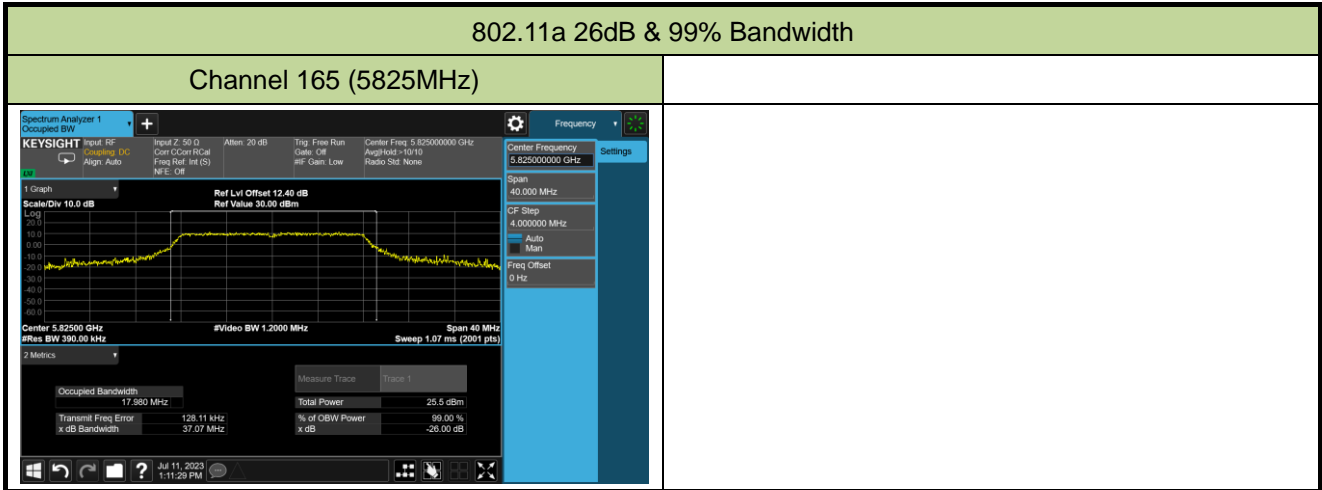 802.11a 26dB & 99% Bandwidth
Channel 165 (5825MHz)
Spectrum Analyzer 1
Occupied BW
+
Frequency
KEYSIGHT
Input: RF
Coupling: DC
Align: Auto
Input Z: 50 Ω
Corr CCorr RCal
Freq Ref: Int (S)
NFE: Off
Atten: 20 dB
Trig: Free Run
Gate: Off
#IF Gain: Low
Center Freq: 5.825000000 GHz
Avg|Hold:>10/10
Radio Std: None
Center Frequency
5.825000000 GHz
Settings
Span
40.000 MHz
CF Step
4.000000 MHz
Auto
Man
Freq Offset
0 Hz
1 Graph
Scale/Div 10.0 dB
Ref Lvl Offset 12.40 dB
Ref Value 30.00 dBm
Log
20.0
10.0
0.00
-10.0
-20.0
-30.0
-40.0
-50.0
-60.0
Center 5.82500 GHz
#Video BW 1.2000 MHz
Span 40 MHz
#Res BW 390.00 kHz
Sweep 1.07 ms (2001 pts)
2 Metrics
Measure Trace Trace 1
Occupied Bandwidth
17.980 MHz
Total Power 25.5 dBm
Transmit Freq Error 128.11 kHz
% of OBW Power 99.00 %
x dB Bandwidth 37.07 MHz
x dB -26.00 dB
?
Jul 11, 2023
1:11:29 PM